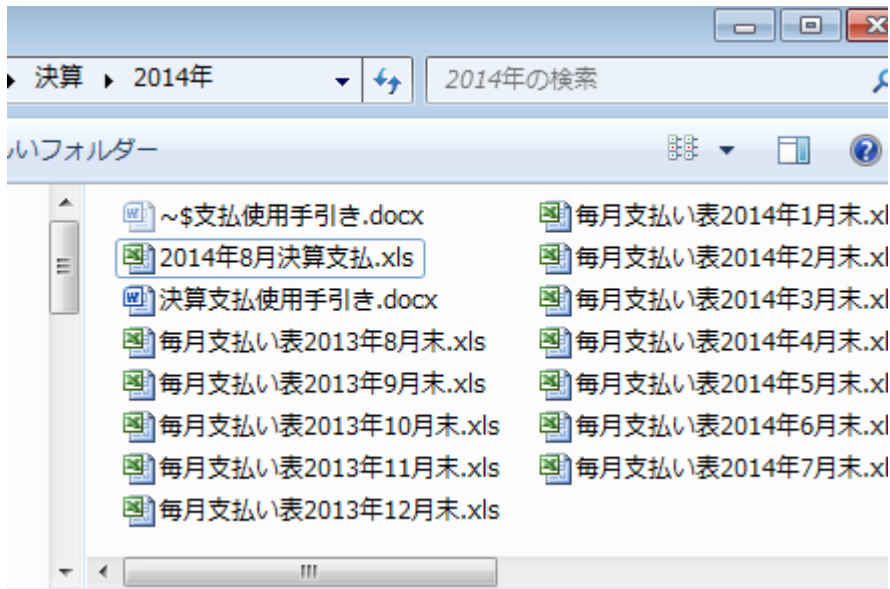 決算 ▸ 2014年
2014年の検索
いフォルダー
~$支払使用手引き.docx
2014年8月決算支払.xls
決算支払使用手引き.docx
毎月支払い表2013年8月末.xls
毎月支払い表2013年9月末.xls
毎月支払い表2013年10月末.xls
毎月支払い表2013年11月末.xls
毎月支払い表2013年12月末.xls
毎月支払い表2014年1月末.xl
毎月支払い表2014年2月末.xl
毎月支払い表2014年3月末.xl
毎月支払い表2014年4月末.xl
毎月支払い表2014年5月末.xl
毎月支払い表2014年6月末.xl
毎月支払い表2014年7月末.xl